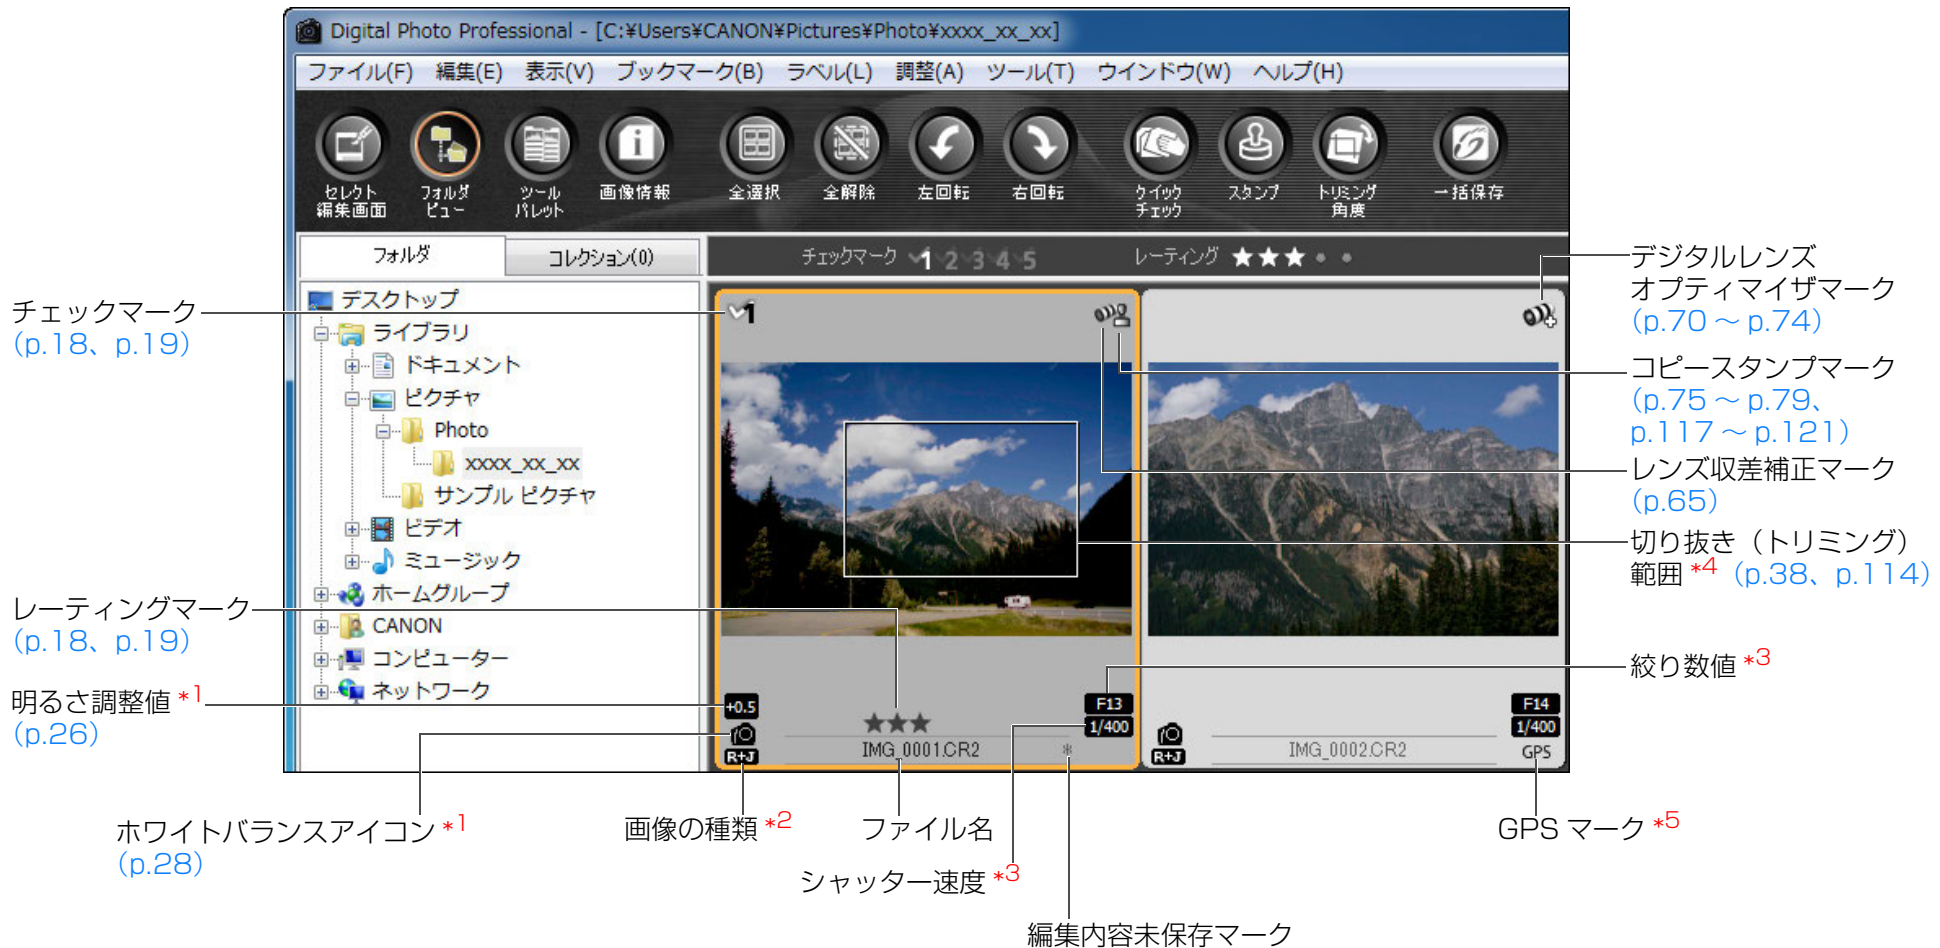 Digital Photo Professional - [C:¥Users¥CANON¥Pictures¥Photo¥xxxx_xx_xx]
ファイル(F) 編集(E) 表示(V) ブックマーク(B) ラベル(L) 調整(A) ツール(T) ウインドウ(W) ヘルプ(H)
セレクト
編集画面
フォルダ
ビュー
ツール
パレット
画像情報
全選択
全解除
左回転
右回転
クイック
チェック
スタンプ
トリミング
角度
一括保存
フォルダ
コレクション(0)
チェックマーク 1 2 3 4 5
レーティング ★★★
デスクトップ
ライブラリ
ドキュメント
ピクチャ
Photo
xxxx_xx_xx
サンプル ピクチャ
ビデオ
ミュージック
ホームグループ
CANON
コンピューター
ネットワーク
1
+0.5
R+J
★★★
IMG_0001.CR2 *
F13
1/400
R+J
IMG_0002.CR2
F14
1/400
GPS
チェックマーク
(p.18、p.19)
レーティングマーク
(p.18、p.19)
明るさ調整値 *1
(p.26)
ホワイトバランスアイコン *1
(p.28)
画像の種類 *2
ファイル名
シャッター速度 *3
編集内容未保存マーク
デジタルレンズ
オプティマイザマーク
(p.70～p.74)
コピースタンプマーク
(p.75～p.79、
p.117～p.121)
レンズ収差補正マーク
(p.65)
切り抜き（トリミング）
範囲 *4 (p.38、p.114)
絞り数値 *3
GPS マーク *5